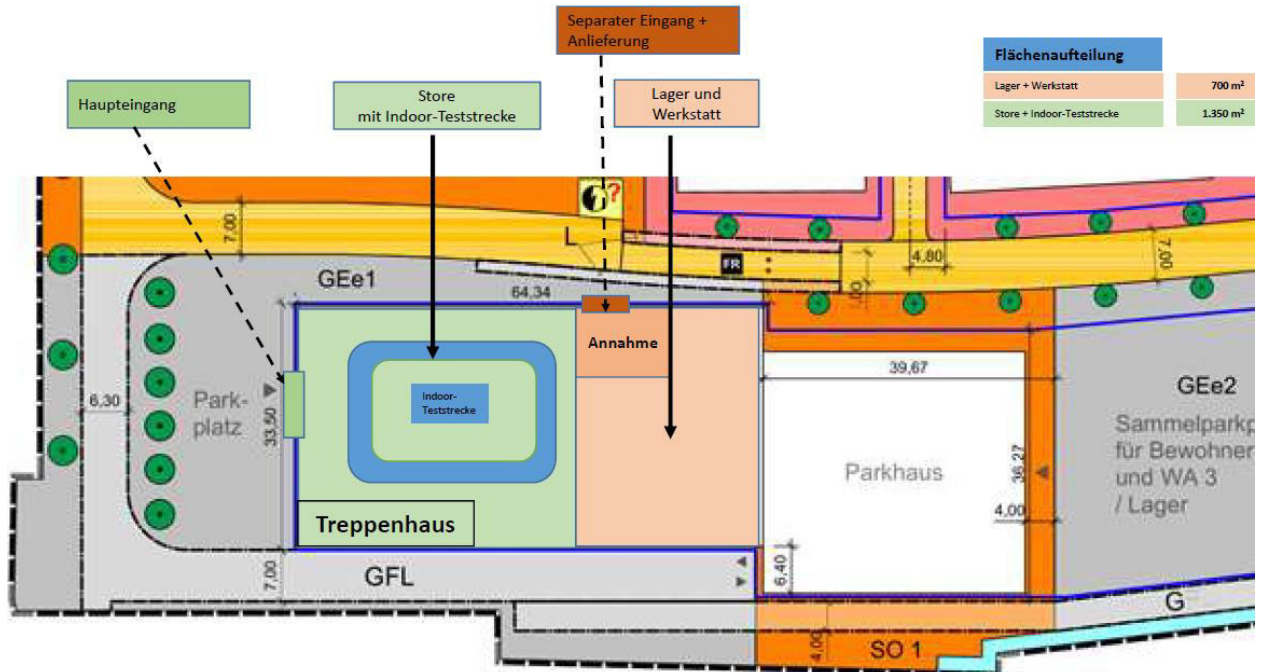 Separater Eingang +
Anlieferung
Flächenaufteilung
Lager + Werkstatt 700 m²
Store + Indoor-Teststrecke 1.350 m²
Haupteingang
Store
mit Indoor-Teststrecke
Lager und
Werkstatt
?
7,00
FR
4,80
7,00
GEe1
64,34
,00
Annahme
39,67
GEe2
6,30
Park-
platz
33,50
Indoor-
Teststrecke
Sammelparkp
für Bewohner
und WA 3
/ Lager
Parkhaus
36,27
4,00
Treppenhaus
7,00
GFL
6,40
G
4,00
SO 1